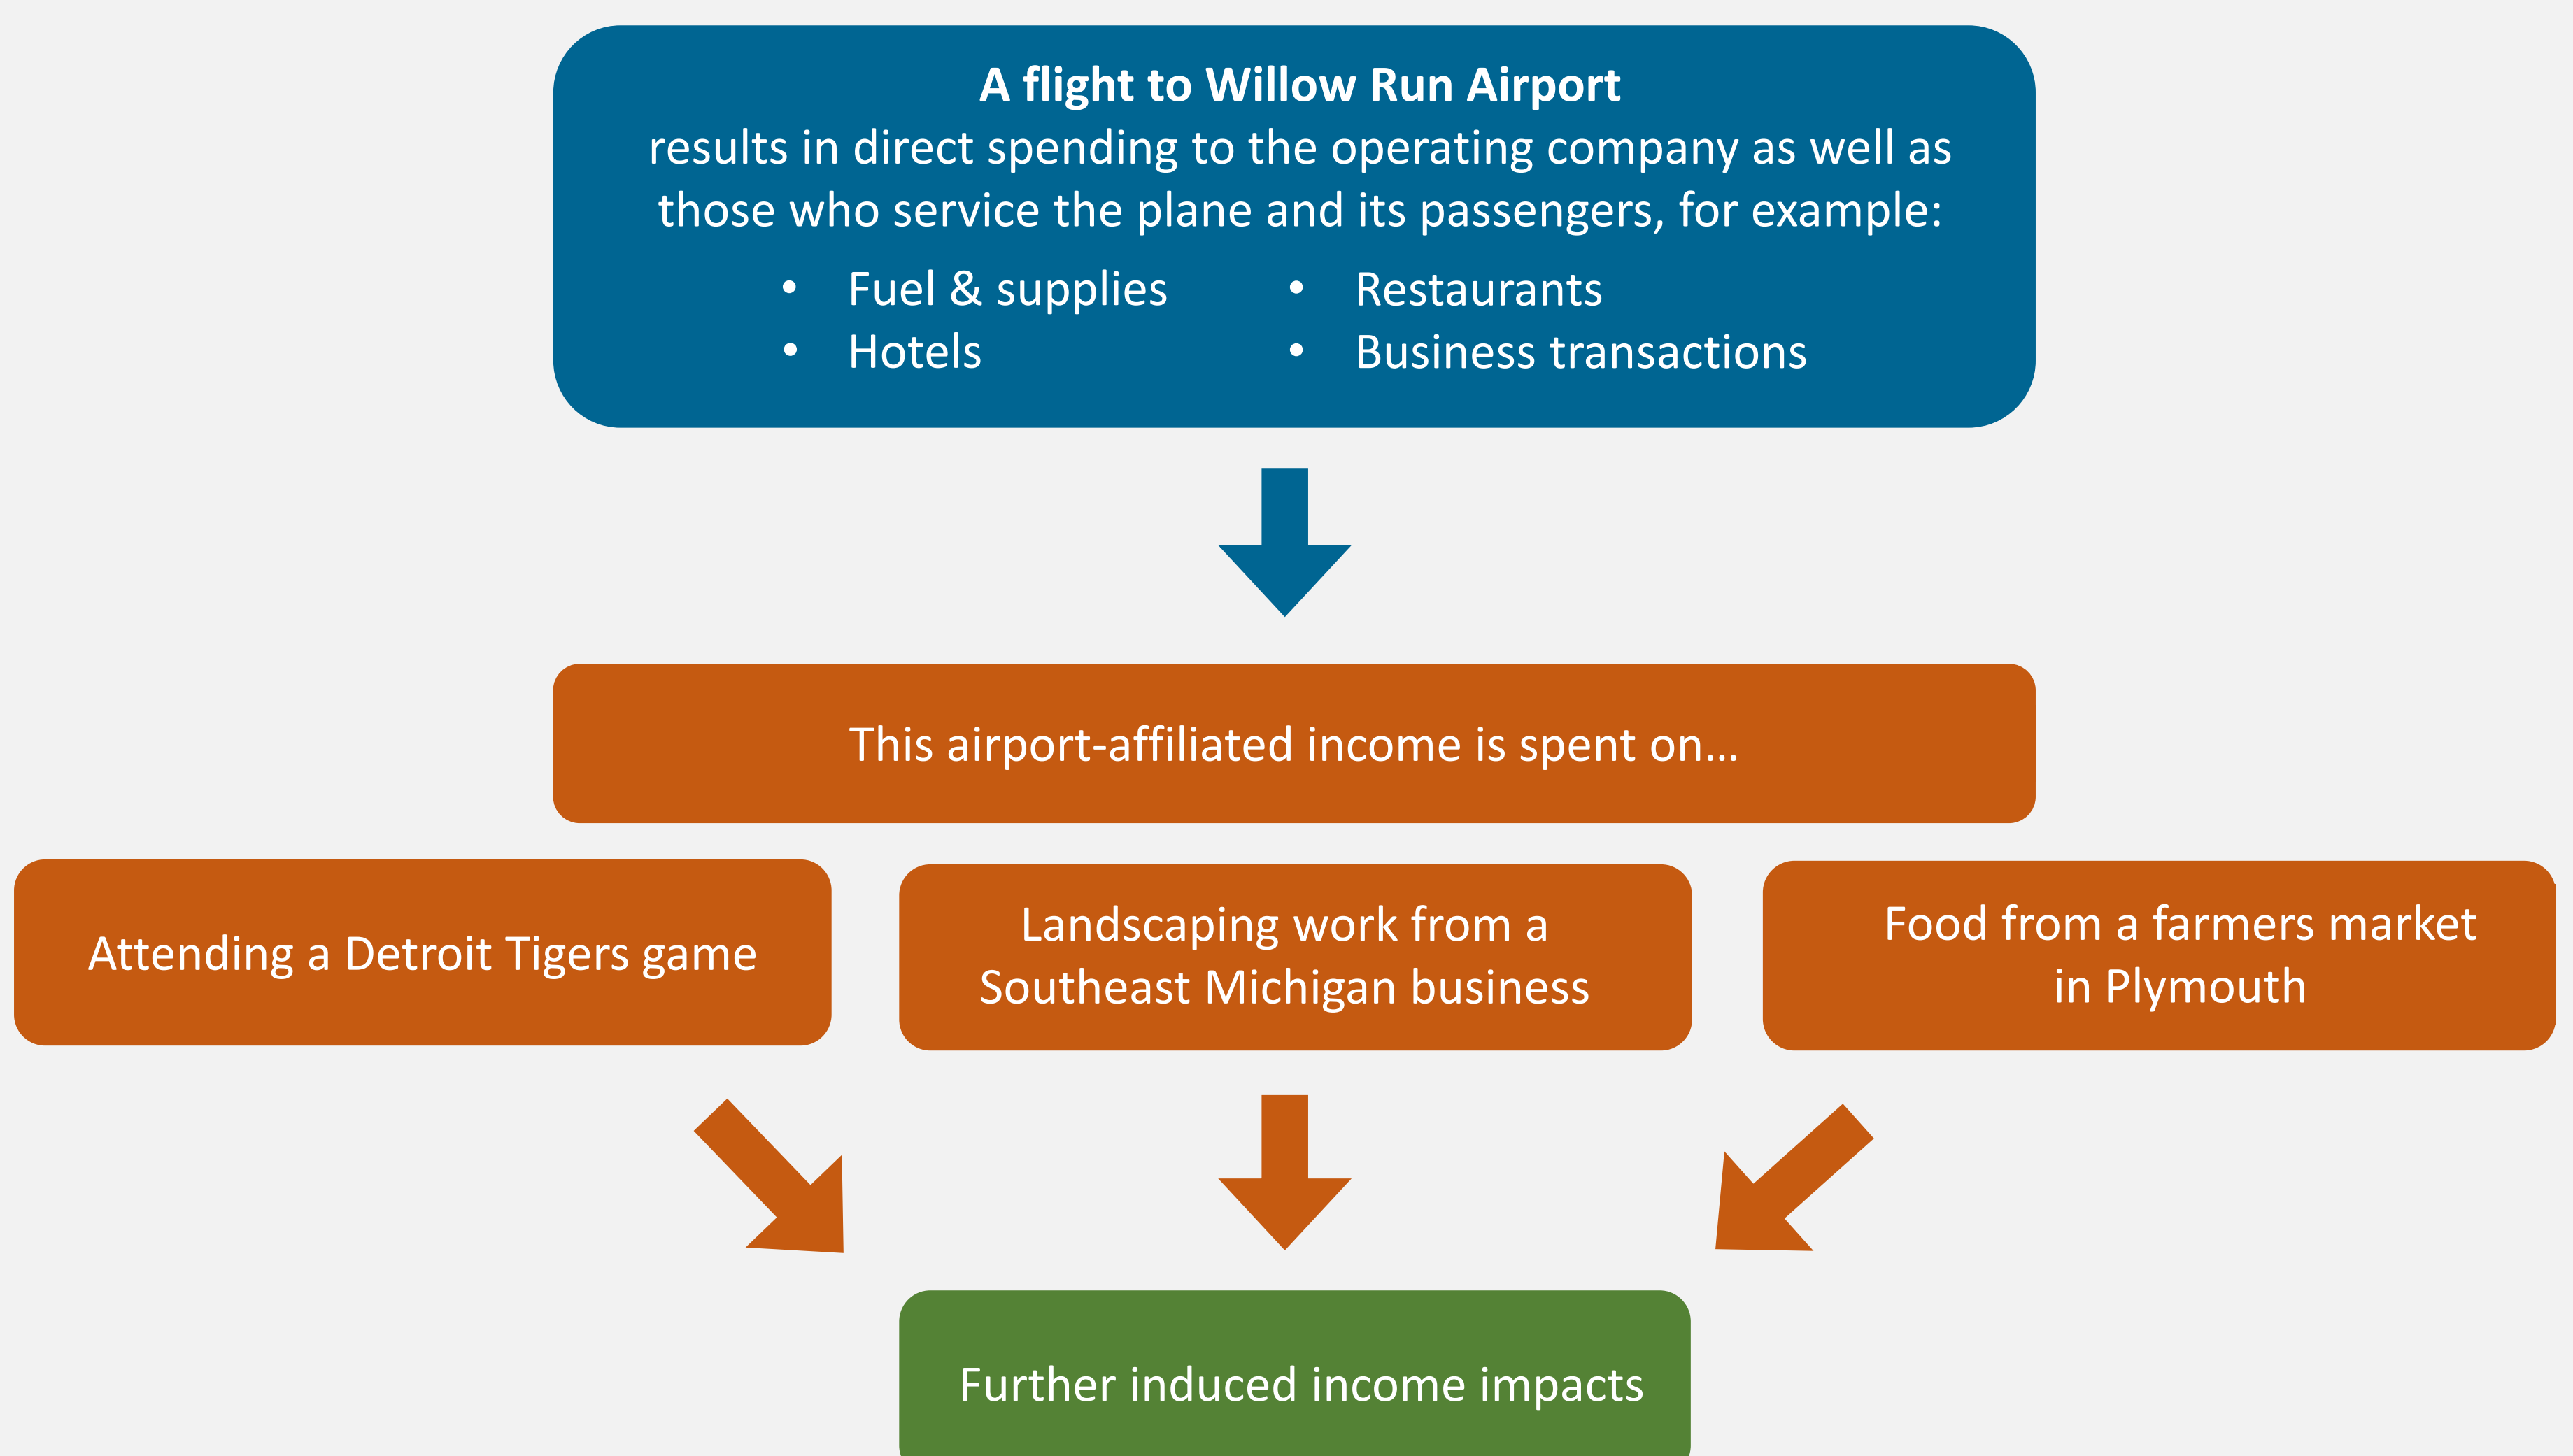 A flight to Willow Run Airport
results in direct spending to the operating company as well as
those who service the plane and its passengers, for example:
• Fuel & supplies
• Hotels
• Restaurants
• Business transactions
This airport-affiliated income is spent on...
Attending a Detroit Tigers game
Landscaping work from a
Southeast Michigan business
Food from a farmers market
in Plymouth
Further induced income impacts